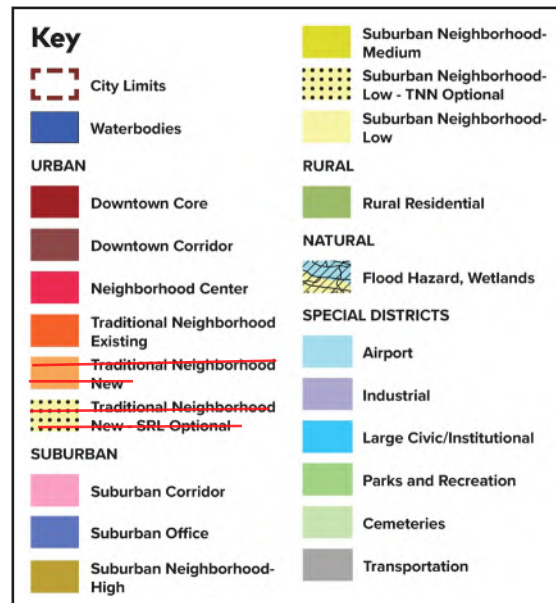 Key
City Limits
Waterbodies
URBAN
Downtown Core
Downtown Corridor
Neighborhood Center
Traditional Neighborhood
Existing
Traditional Neighborhood
New
Traditional Neighborhood
New - SRL Optional
SUBURBAN
Suburban Corridor
Suburban Office
Suburban Neighborhood-
High
Suburban Neighborhood-
Medium
Suburban Neighborhood-
Low - TNN Optional
Suburban Neighborhood-
Low
RURAL
Rural Residential
NATURAL
Flood Hazard, Wetlands
SPECIAL DISTRICTS
Airport
Industrial
Large Civic/Institutional
Parks and Recreation
Cemeteries
Transportation